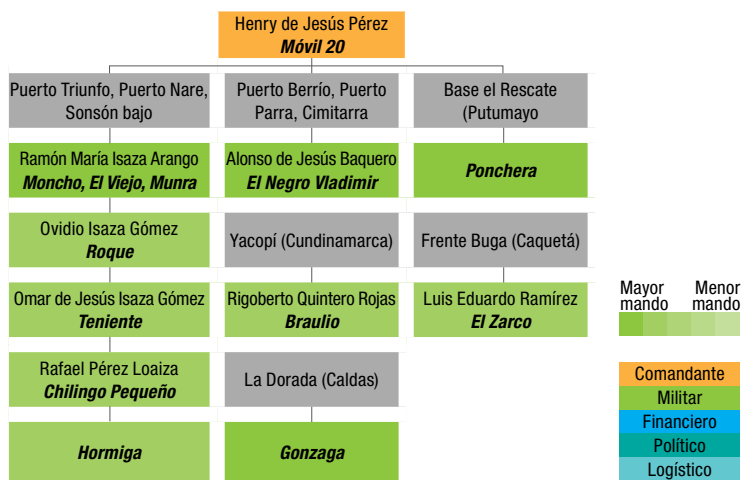 Henry de Jesús Pérez
Móvil 20
Puerto Triunfo, Puerto Nare,
Sonsón bajo
Puerto Berrío, Puerto
Parra, Cimitarra
Base el Rescate
(Putumayo
Ramón María Isaza Arango
Moncho, El Viejo, Munra
Alonso de Jesús Baquero
El Negro Vladimir
Ponchera
Ovidio Isaza Gómez
Roque
Yacopí (Cundinamarca)
Frente Buga (Caquetá)
Omar de Jesús Isaza Gómez
Teniente
Rigoberto Quintero Rojas
Braulio
Luis Eduardo Ramírez
El Zarco
Rafael Pérez Loaiza
Chilingo Pequeño
La Dorada (Caldas)
Hormiga
Gonzaga
Mayor
mando
Menor
mando
Comandante
Militar
Financiero
Político
Logístico